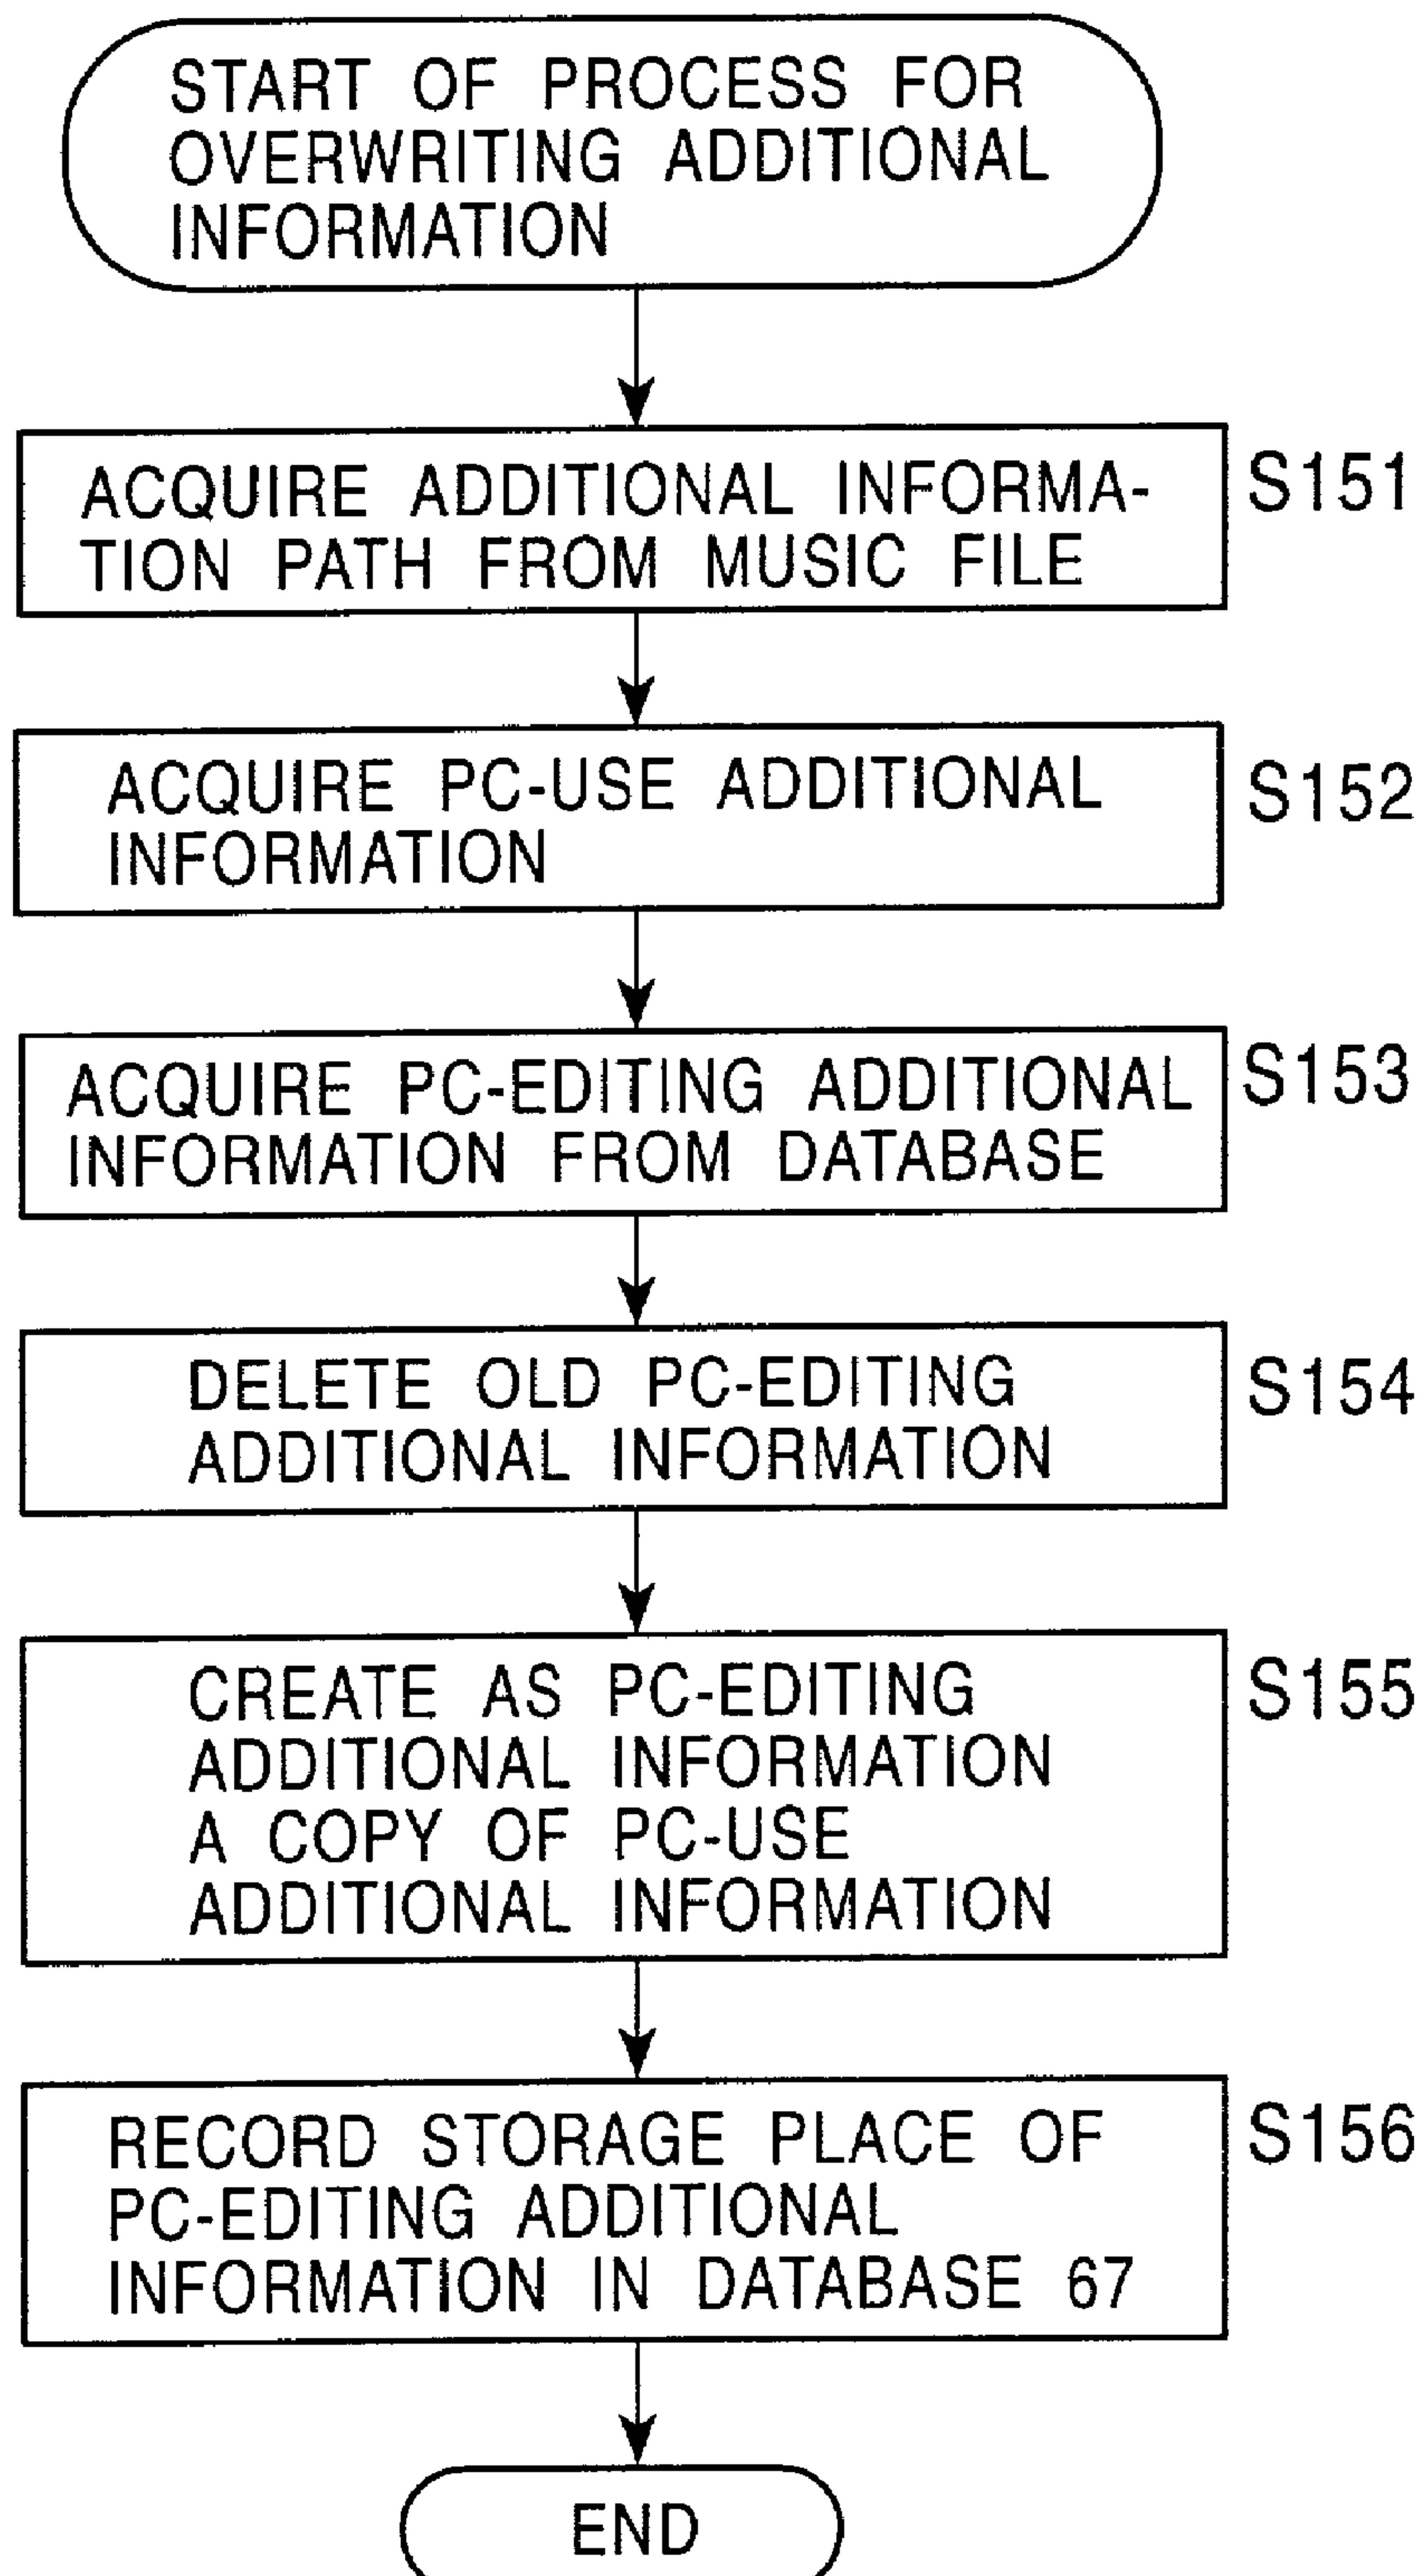 START OF PROCESS FOR
OVERWRITING ADDITIONAL
INFORMATION
ACQUIRE ADDITIONAL INFORMA-
TION PATH FROM MUSIC FILE
S151
ACQUIRE PC-USE ADDITIONAL
INFORMATION
S152
ACQUIRE PC-EDITING ADDITIONAL
INFORMATION FROM DATABASE
S153
DELETE OLD PC-EDITING
ADDITIONAL INFORMATION
S154
CREATE AS PC-EDITING
ADDITIONAL INFORMATION
A COPY OF PC-USE
ADDITIONAL INFORMATION
S155
RECORD STORAGE PLACE OF
PC-EDITING ADDITIONAL
INFORMATION IN DATABASE 67
S156
END